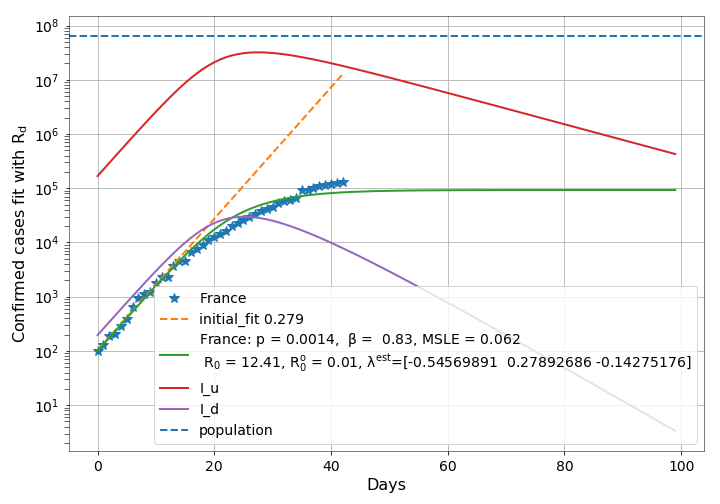 10⁸
10⁷
10⁶
10⁵
10⁴
10³
10²
10¹
Confirmed cases fit with R_d
France
initial_fit 0.279
France: p = 0.0014,  β =  0.83, MSLE = 0.062
R₀ = 12.41, R₀ᵒ = 0.01, λᵉˢᵗ=[-0.54569891  0.27892686 -0.14275176]
I_u
I_d
population
0 20 40 60 80 100
Days